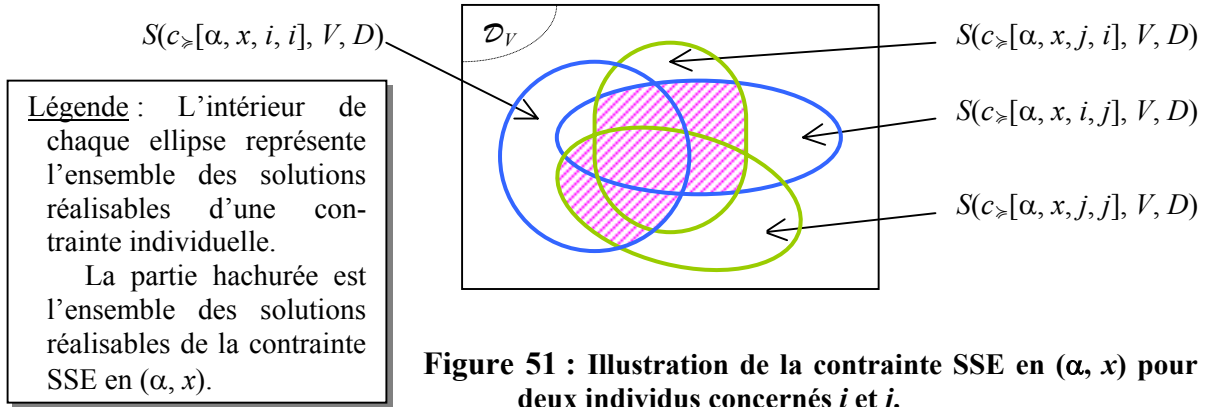 S(c≽[α, x, i, i], V, D)
𝒟V
S(c≽[α, x, j, i], V, D)
S(c≽[α, x, i, j], V, D)
S(c≽[α, x, j, j], V, D)
Légende : L'intérieur de
chaque ellipse représente
l'ensemble des solutions
réalisables d'une con-
trainte individuelle.
La partie hachurée est
l'ensemble des solutions
réalisables de la contrainte
SSE en (α, x).
Figure 51 : Illustration de la contrainte SSE en (α, x) pour
deux individus concernés i et j.